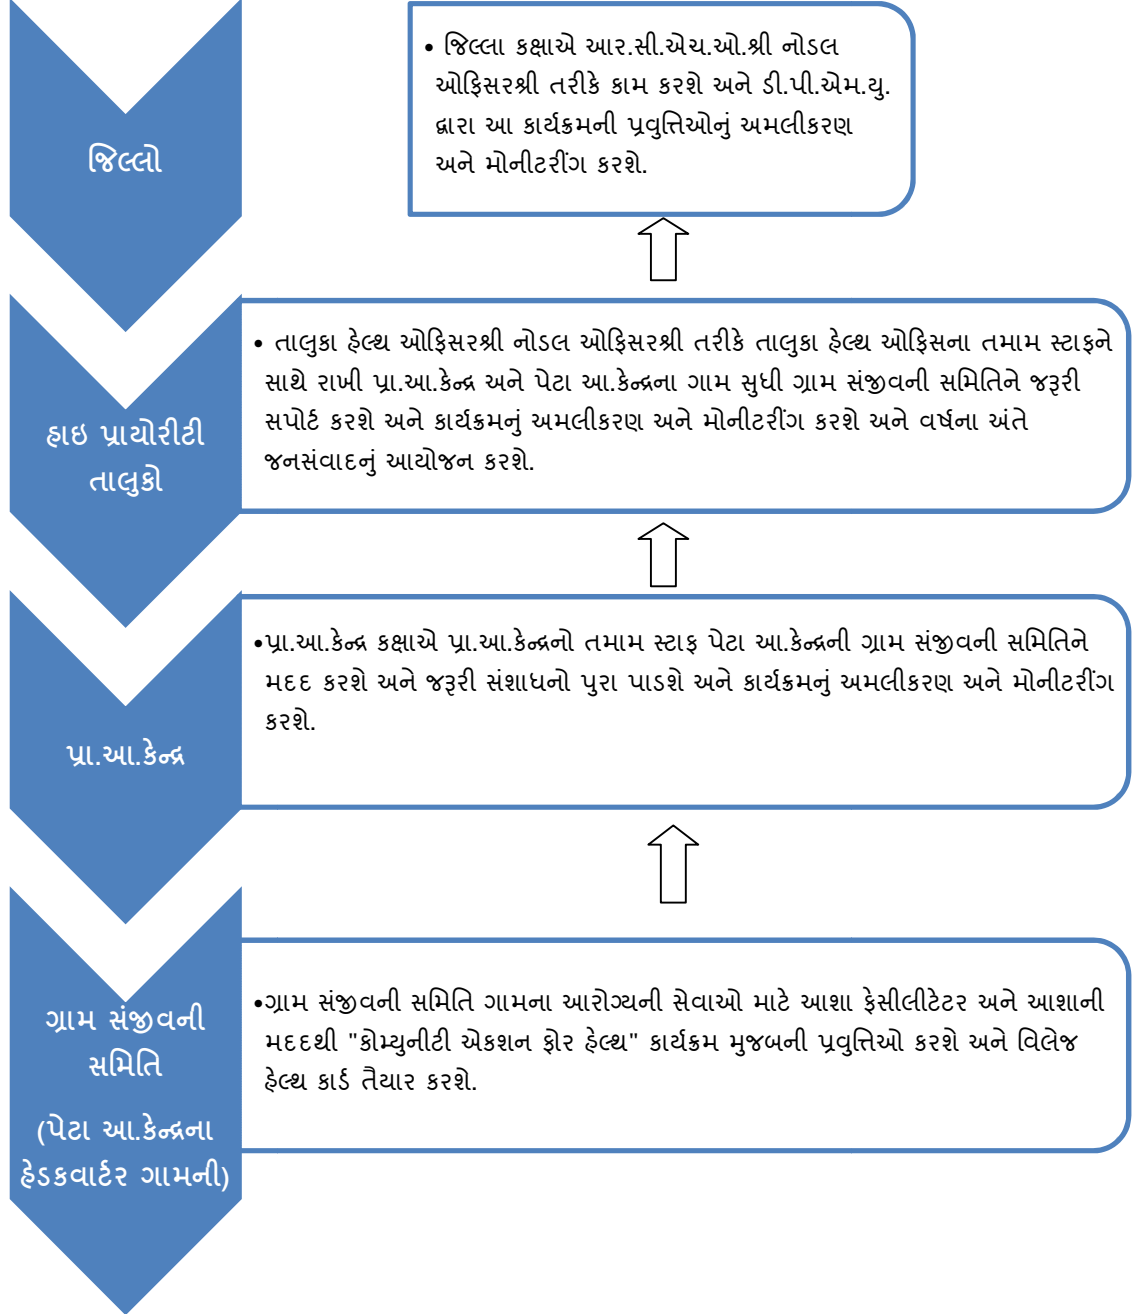 જિલ્લો
• જિલ્લા કક્ષાએ આર.સી.એચ.ઓ.શ્રી નોડલ
ઓફિસરશ્રી તરીકે કામ કરશે અને ડી.પી.એમ.યુ.
દ્વારા આ કાર્યક્રમની પ્રવુત્તિઓનું અમલીકરણ
અને મોનીટરીંગ કરશે.
હાઇ પ્રાયોરીટી
તાલુકો
• તાલુકા હેલ્થ ઓફિસરશ્રી નોડલ ઓફિસરશ્રી તરીકે તાલુકા હેલ્થ ઓફિસના તમામ સ્ટાફને
સાથે રાખી પ્રા.આ.કેન્દ્ર અને પેટા આ.કેન્દ્રના ગામ સુધી ગ્રામ સંજીવની સમિતિને જરૂરી
સપોર્ટ કરશે અને કાર્યક્રમનું અમલીકરણ અને મોનીટરીંગ કરશે અને વર્ષના અંતે
જનસંવાદનું આયોજન કરશે.
પ્રા.આ.કેન્દ્ર
•પ્રા.આ.કેન્દ્ર કક્ષાએ પ્રા.આ.કેન્દ્રનો તમામ સ્ટાફ પેટા આ.કેન્દ્રની ગ્રામ સંજીવની સમિતિને
મદદ કરશે અને જરૂરી સંશાધનો પુરા પાડશે અને કાર્યક્રમનું અમલીકરણ અને મોનીટરીંગ
કરશે.
ગ્રામ સંજીવની
સમિતિ
(પેટા આ.કેન્દ્રના
હેડકવાર્ટર ગામની)
•ગ્રામ સંજીવની સમિતિ ગામના આરોગ્યની સેવાઓ માટે આશા ફેસીલીટેટર અને આશાની
મદદથી "કોમ્યુનીટી એકશન ફોર હેલ્થ" કાર્યક્રમ મુજબની પ્રવુત્તિઓ કરશે અને વિલેજ
હેલ્થ કાર્ડ તૈયાર કરશે.